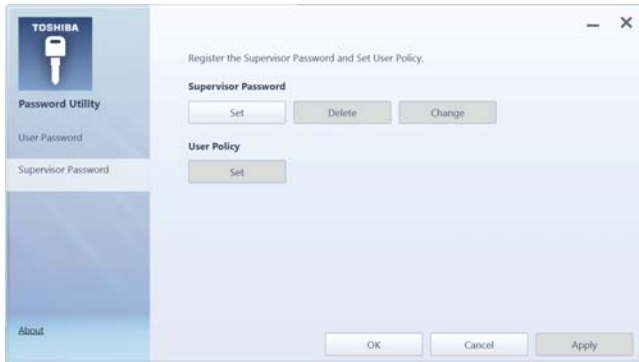 TOSHIBA
Password Utility
User Password
Supervisor Password
About
Register the Supervisor Password and Set User Policy.
Supervisor Password
Set Delete Change
User Policy
Set
OK Cancel Apply